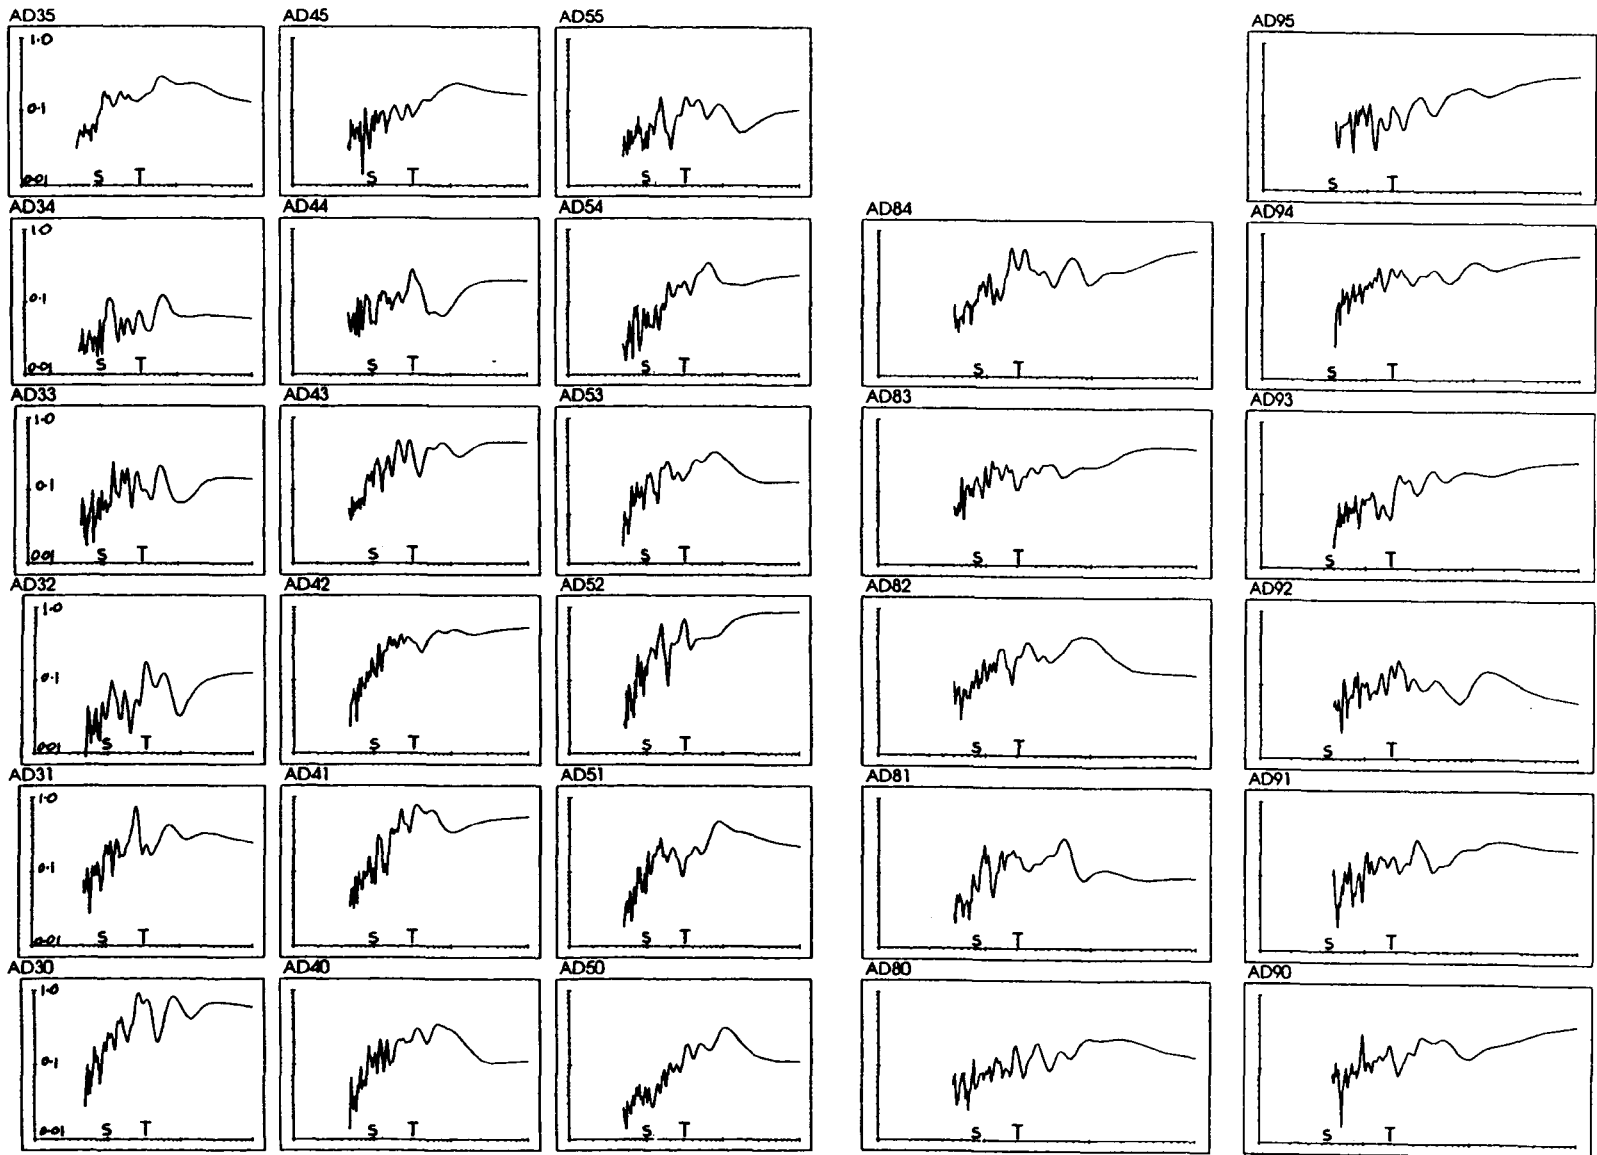 AD35 AD45 AD55 AD95
1.0
0.1
0.01 S T S T S T S T
AD34 AD44 AD54 AD84 AD94
1.0
0.1
0.01 S T S T S T S T S T
AD33 AD43 AD53 AD83 AD93
1.0
0.1
0.01 S T S T S T S T S T
AD32 AD42 AD52 AD82 AD92
1.0
0.1
0.01 S T S T S T S T S T
AD31 AD41 AD51 AD81 AD91
1.0
0.1
0.01 S T S T S T S T S T
AD30 AD40 AD50 AD80 AD90
1.0
0.1
0.01 S T S T S T S T S T